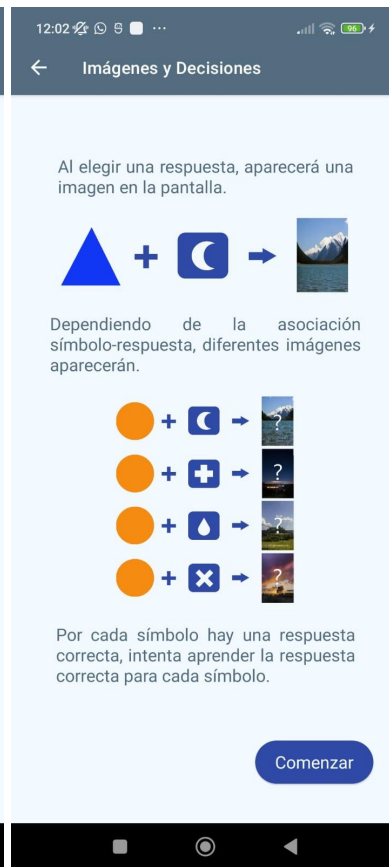 12:02
96
Imágenes y Decisiones
Al elegir una respuesta, aparecerá una
imagen en la pantalla.
Dependiendo de la asociación
símbolo-respuesta, diferentes imágenes
aparecerán.
?
?
?
?
Por cada símbolo hay una respuesta
correcta, intenta aprender la respuesta
correcta para cada símbolo.
Comenzar